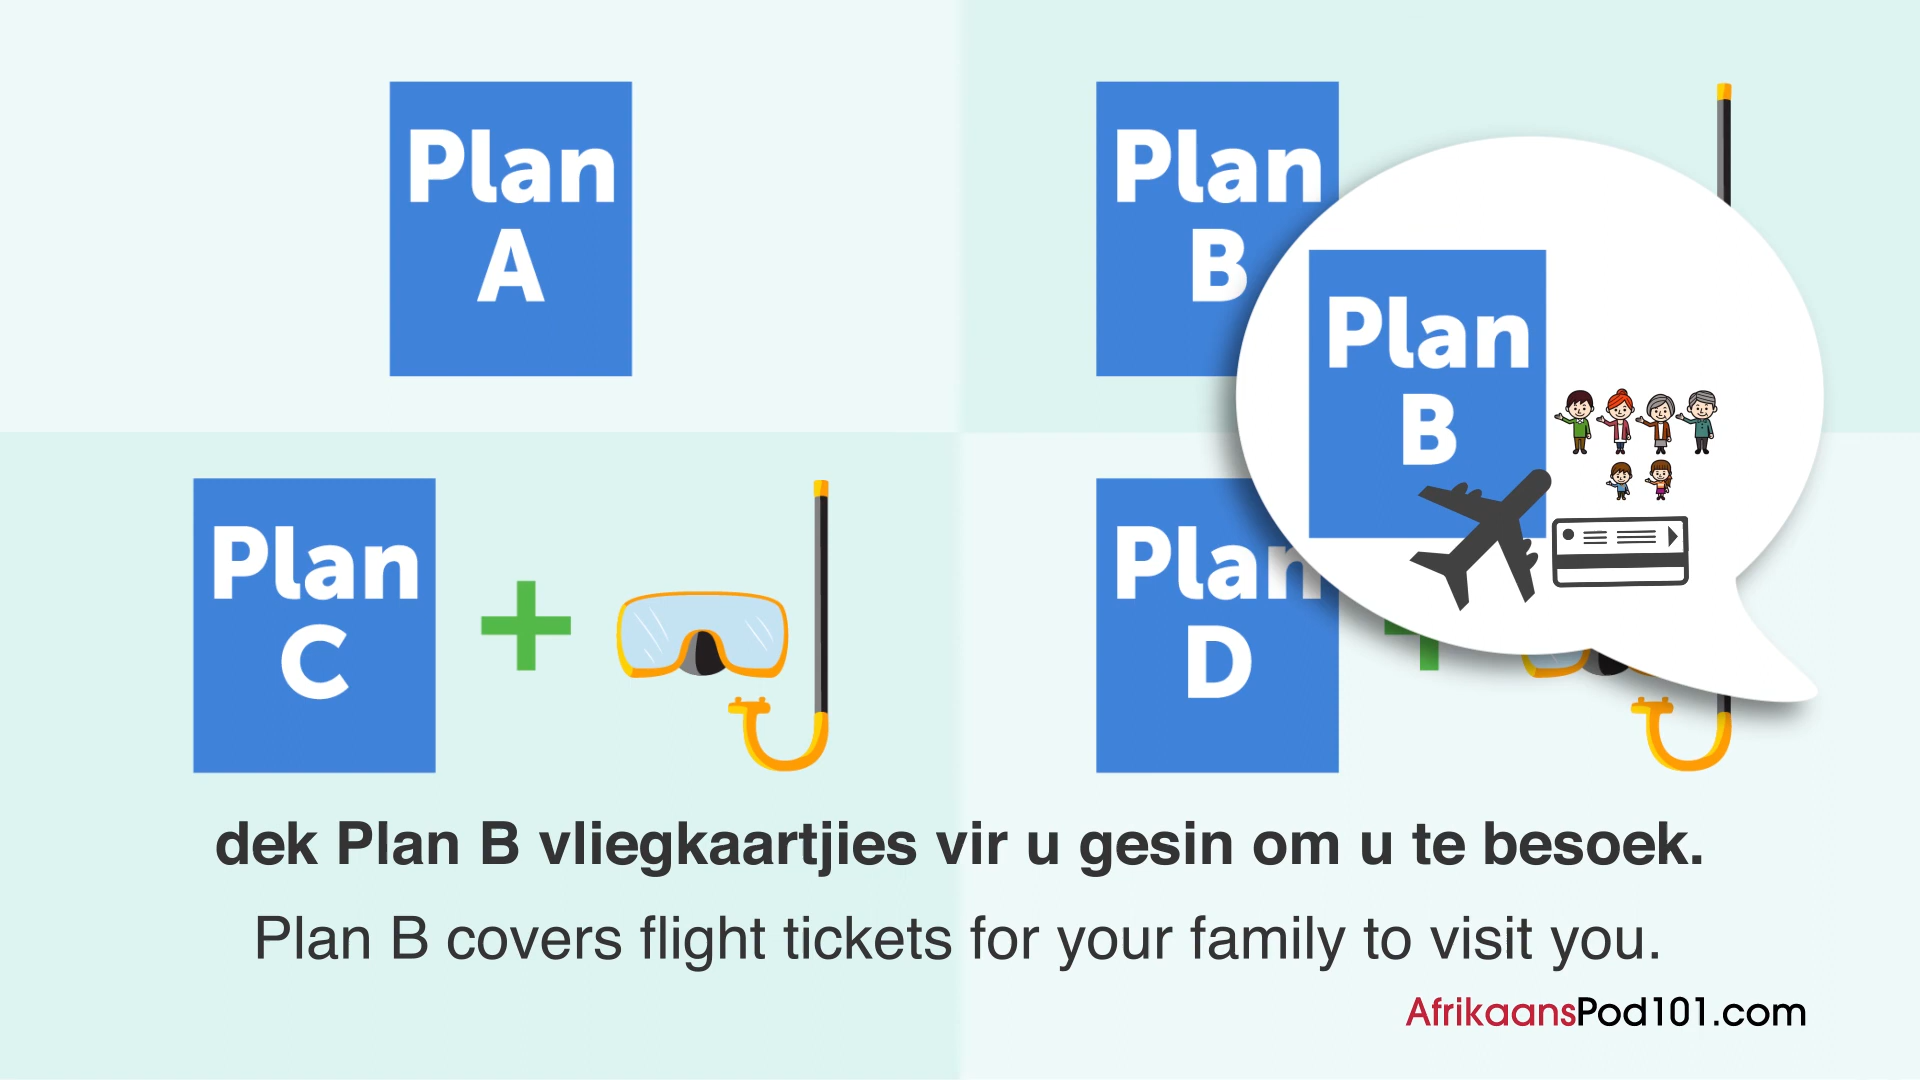 Plan
A
Plan
B
Plan
B
Plan
C
Plan
D
dek Plan B vliegkaartjies vir u gesin om u te besoek.
Plan B covers flight tickets for your family to visit you.
AfrikaansPod101.com